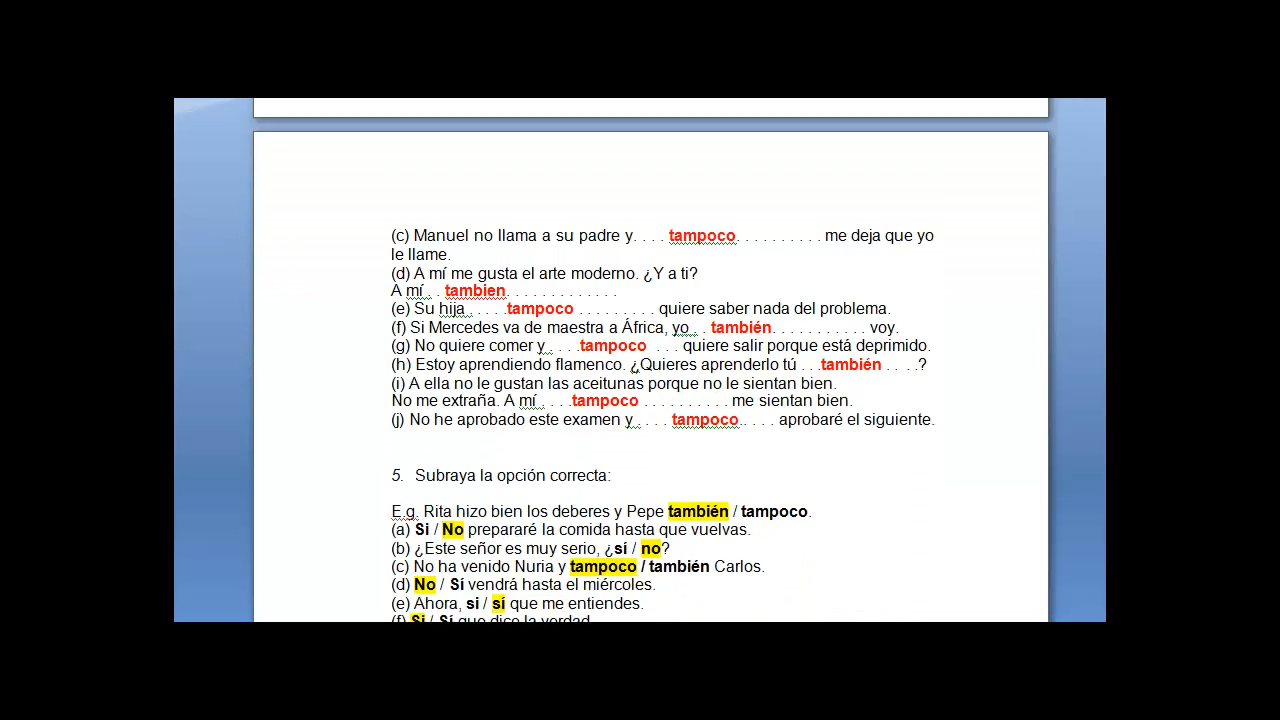 (c) Manuel no llama a su padre y. . . . tampoco. . . . . . . . . . me deja que yo
le llame.
(d) A mí me gusta el arte moderno. ¿Y a ti?
A mí . . tambien. . . . . . . . . . . . .
(e) Su hija . . . . . tampoco . . . . . . . . . quiere saber nada del problema.
(f) Si Mercedes va de maestra a África, yo . . también. . . . . . . . . . . voy.
(g) No quiere comer y . . . .tampoco . . . quiere salir porque está deprimido.
(h) Estoy aprendiendo flamenco. ¿Quieres aprenderlo tú . . .también . . . .?
(i) A ella no le gustan las aceitunas porque no le sientan bien.
No me extraña. A mí . . . .tampoco . . . . . . . . . . me sientan bien.
(j) No he aprobado este examen y . . . . tampoco.. . . . aprobaré el siguiente.
5. Subraya la opción correcta:
E.g. Rita hizo bien los deberes y Pepe también / tampoco.
(a) Si / No prepararé la comida hasta que vuelvas.
(b) ¿Este señor es muy serio, ¿sí / no?
(c) No ha venido Nuria y tampoco / también Carlos.
(d) No / Sí vendrá hasta el miércoles.
(e) Ahora, si / sí que me entiendes.
(f) Si / Sí que dice la verdad.